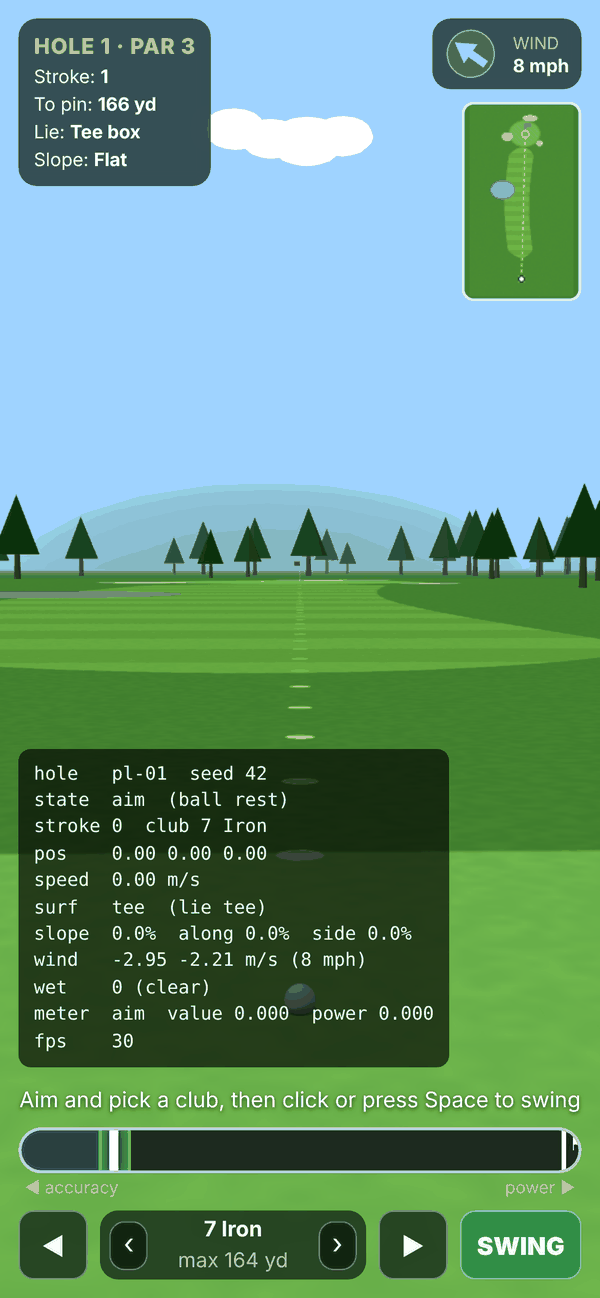 HOLE 1 · PAR 3
Stroke: 1
To pin: 166 yd
Lie: Tee box
Slope: Flat
WIND
8 mph
hole pl-01 seed 42
state aim (ball rest)
stroke 0 club 7 Iron
pos 0.00 0.00 0.00
speed 0.00 m/s
surf tee (lie tee)
slope 0.0% along 0.0% side 0.0%
wind -2.95 -2.21 m/s (8 mph)
wet 0 (clear)
meter aim value 0.000 power 0.000
fps 30
Aim and pick a club, then click or press Space to swing
◀ accuracy
power ▶
7 Iron
max 164 yd
SWING